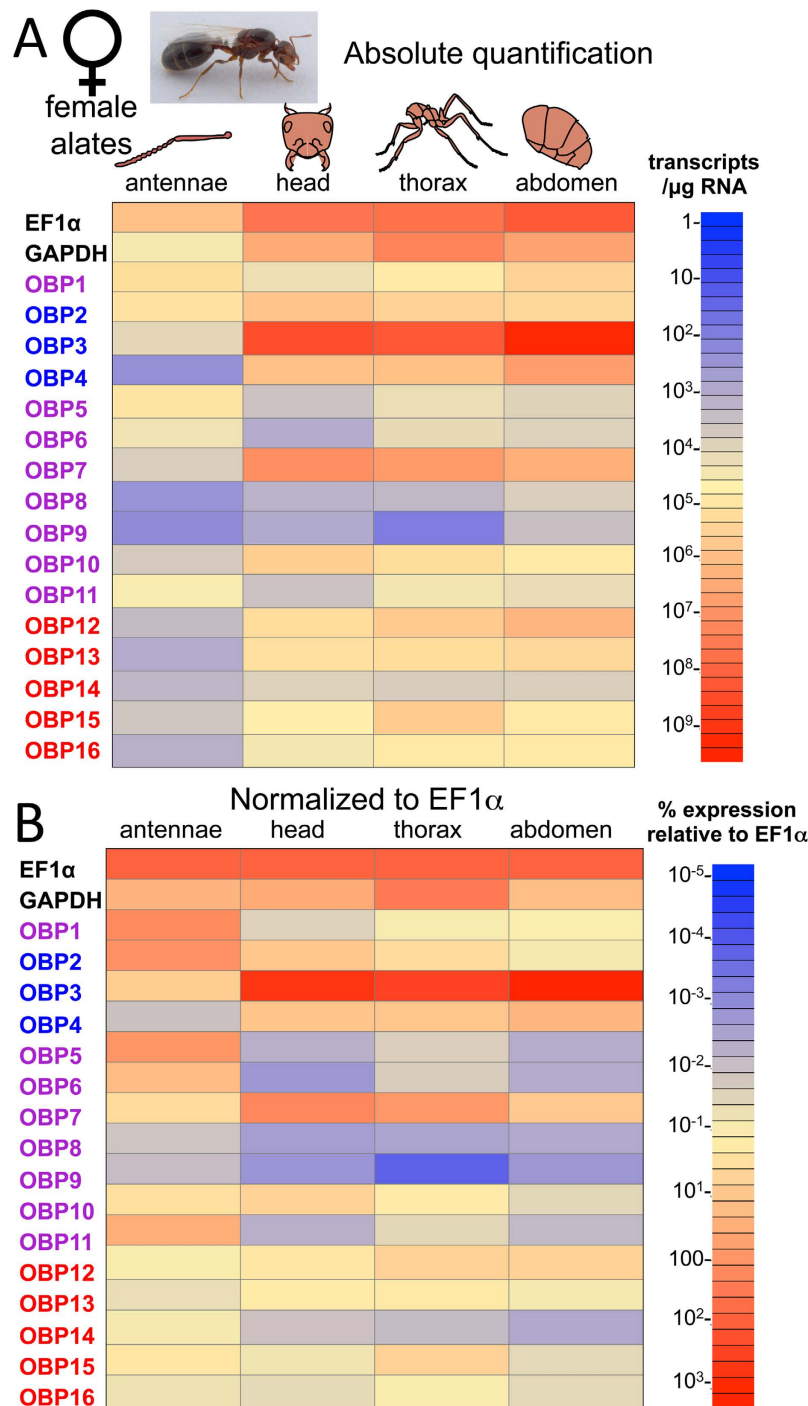 A
♀
female
alates
Absolute quantification
antennae head thorax abdomen
transcripts
/µg RNA
EF1α
GAPDH
OBP1
OBP2
OBP3
OBP4
OBP5
OBP6
OBP7
OBP8
OBP9
OBP10
OBP11
OBP12
OBP13
OBP14
OBP15
OBP16
1-
10-
10²-
10³-
10⁴-
10⁵-
10⁶-
10⁷-
10⁸-
10⁹-
B
Normalized to EF1α
antennae head thorax abdomen
% expression
relative to EF1α
EF1α
GAPDH
OBP1
OBP2
OBP3
OBP4
OBP5
OBP6
OBP7
OBP8
OBP9
OBP10
OBP11
OBP12
OBP13
OBP14
OBP15
OBP16
10⁻⁵-
10⁻⁴-
10⁻³-
10⁻²-
10⁻¹-
10¹-
100-
10²-
10³-